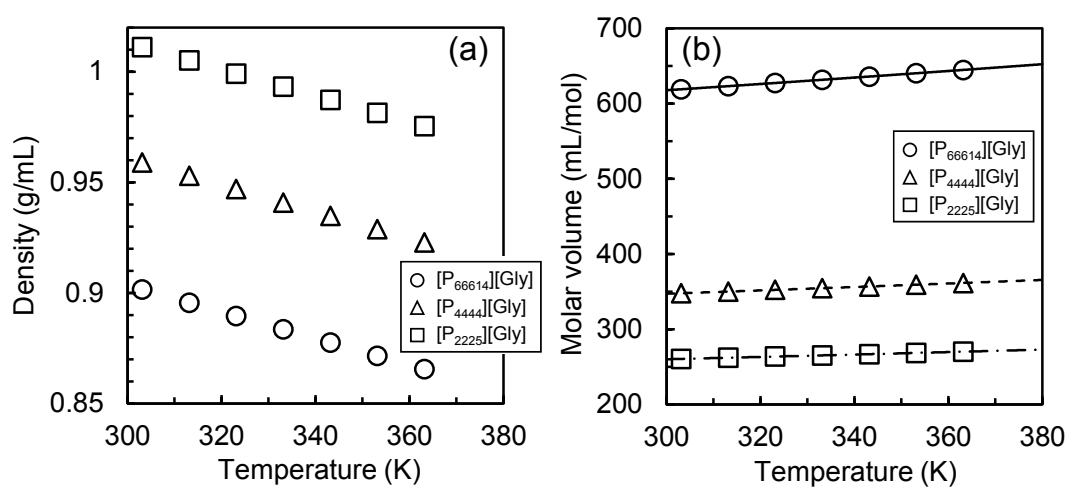 (a)
1
0.95
0.9
0.85
Density (g/mL)
[P66614][Gly]
[P4444][Gly]
[P2225][Gly]
300 320 340 360 380
Temperature (K)
(b)
700
600
500
400
300
200
Molar volume (mL/mol)
[P66614][Gly]
[P4444][Gly]
[P2225][Gly]
300 320 340 360 380
Temperature (K)